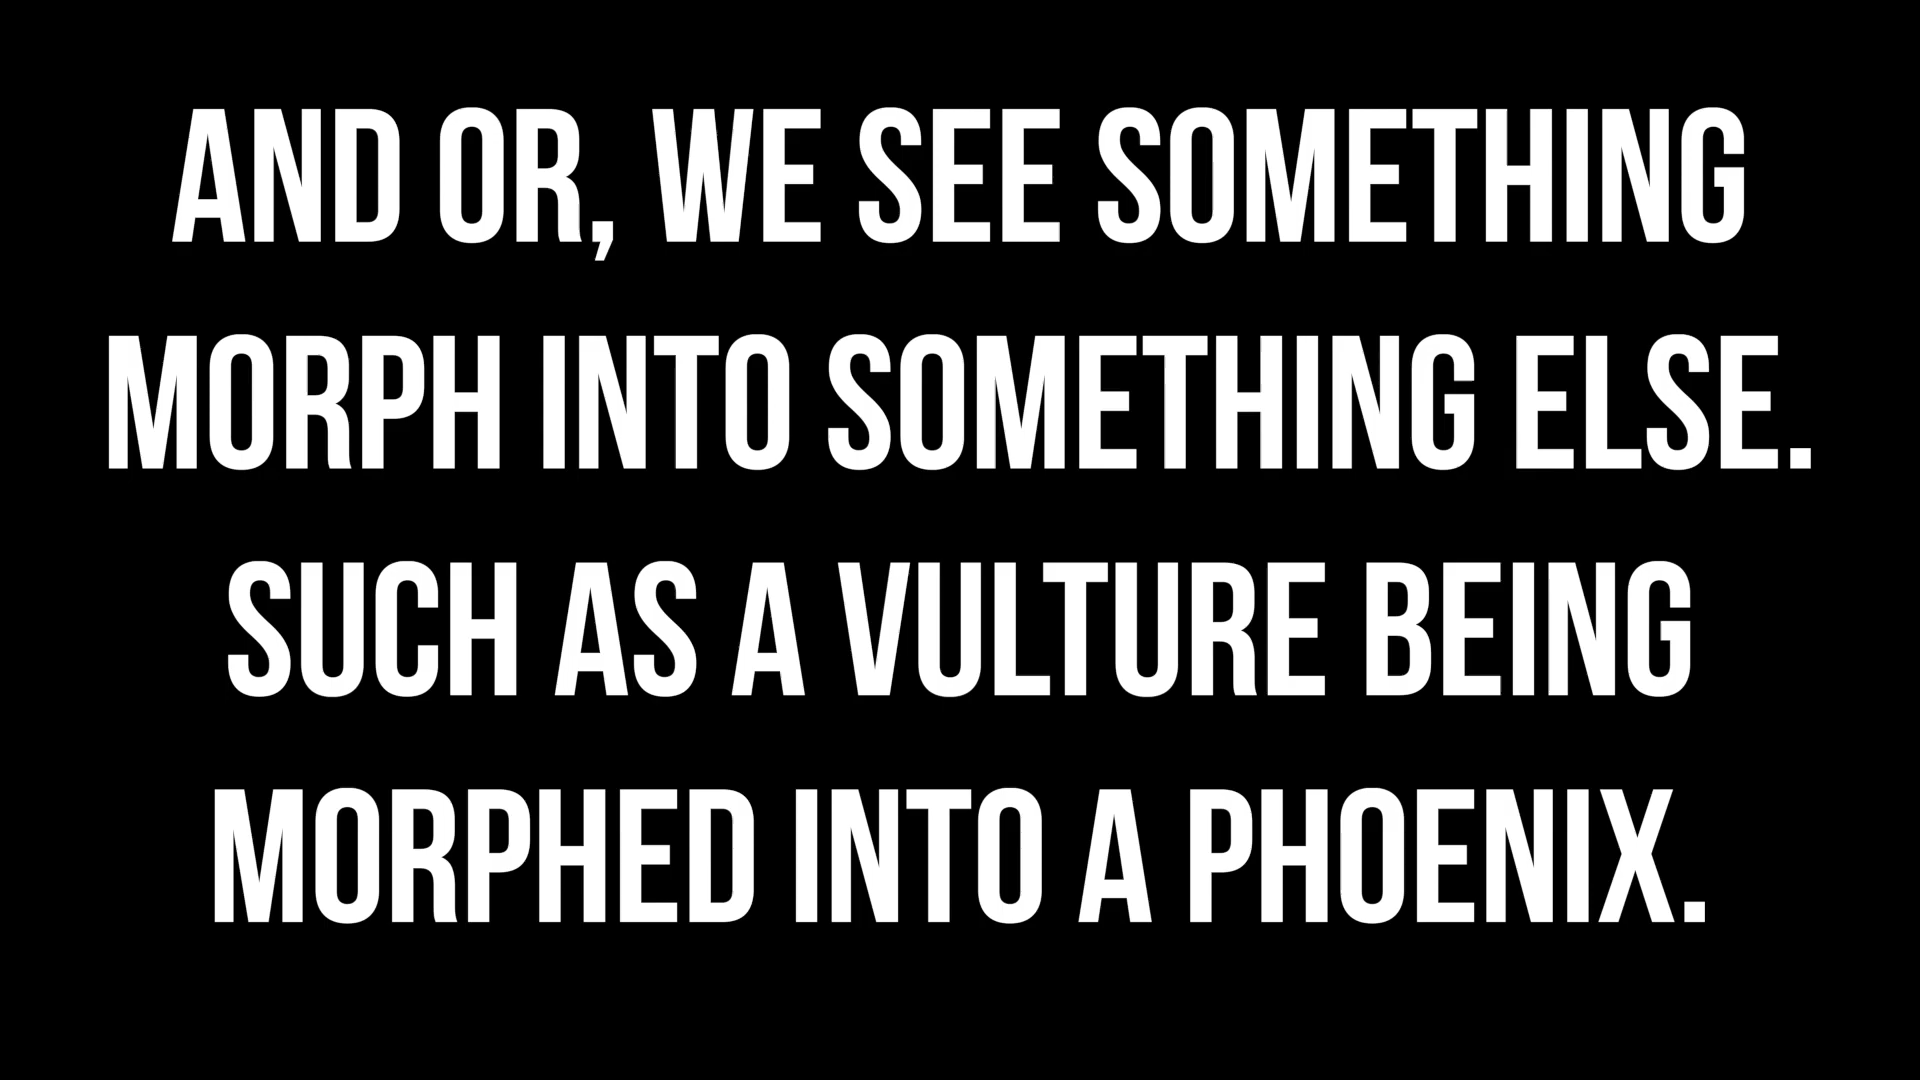 AND OR, WE SEE SOMETHING
MORPH INTO SOMETHING ELSE.
SUCH AS A VULTURE BEING
MORPHED INTO A PHOENIX.